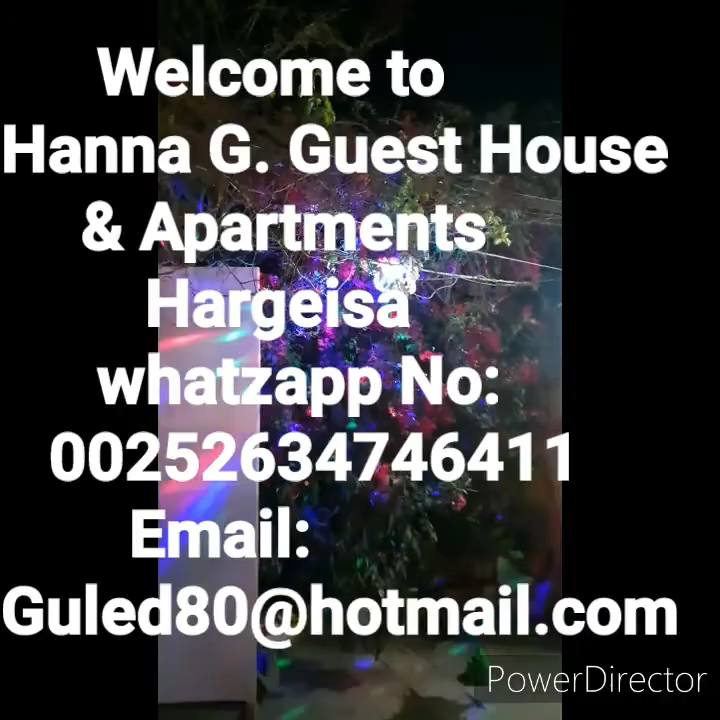 Welcome to
Hanna G. Guest House
& Apartments
Hargeisa
whatzapp No:
00252634746411
Email:
Guled80@hotmail.com
PowerDirector